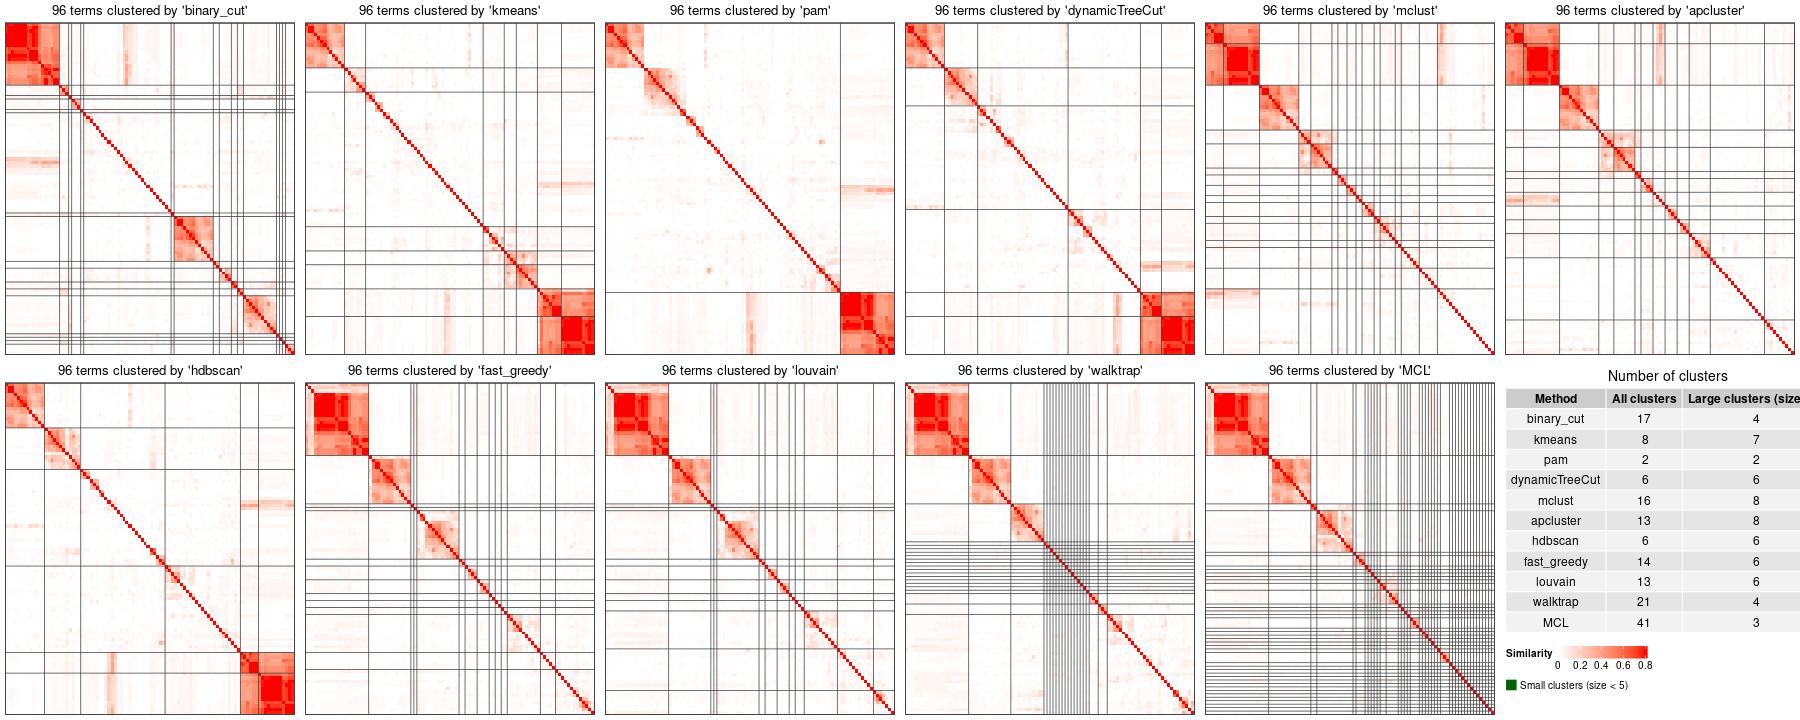 96 terms clustered by 'binary_cut'
96 terms clustered by 'kmeans'
96 terms clustered by 'pam'
96 terms clustered by 'dynamicTreeCut'
96 terms clustered by 'mclust'
96 terms clustered by 'apcluster'
96 terms clustered by 'hdbscan'
96 terms clustered by 'fast_greedy'
96 terms clustered by 'louvain'
96 terms clustered by 'walktrap'
96 terms clustered by 'MCL'
Number of clusters
Method All clusters Large clusters (size
binary_cut 17 4
kmeans 8 7
pam 2 2
dynamicTreeCut 6 6
mclust 16 8
apcluster 13 8
hdbscan 6 6
fast_greedy 14 6
louvain 13 6
walktrap 21 4
MCL 41 3
Similarity
0 0.2 0.4 0.6 0.8
Small clusters (size < 5)